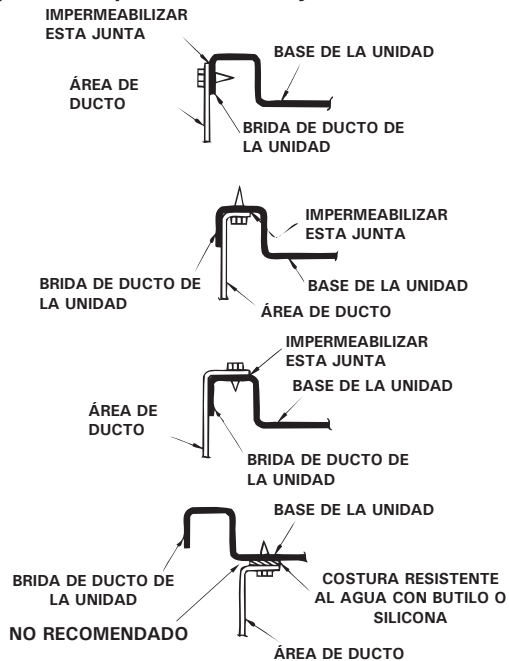 IMPERMEABILIZAR
ESTA JUNTA
BASE DE LA UNIDAD
ÁREA DE
DUCTO
BRIDA DE DUCTO DE
LA UNIDAD
IMPERMEABILIZAR
ESTA JUNTA
BRIDA DE DUCTO DE
LA UNIDAD
BASE DE LA UNIDAD
ÁREA DE DUCTO
IMPERMEABILIZAR
ESTA JUNTA
BASE DE LA UNIDAD
ÁREA DE
DUCTO
BRIDA DE DUCTO DE
LA UNIDAD
BASE DE LA UNIDAD
BRIDA DE DUCTO DE
LA UNIDAD
COSTURA RESISTENTE
AL AGUA CON BUTILO O
SILICONA
NO RECOMENDADO
ÁREA DE DUCTO